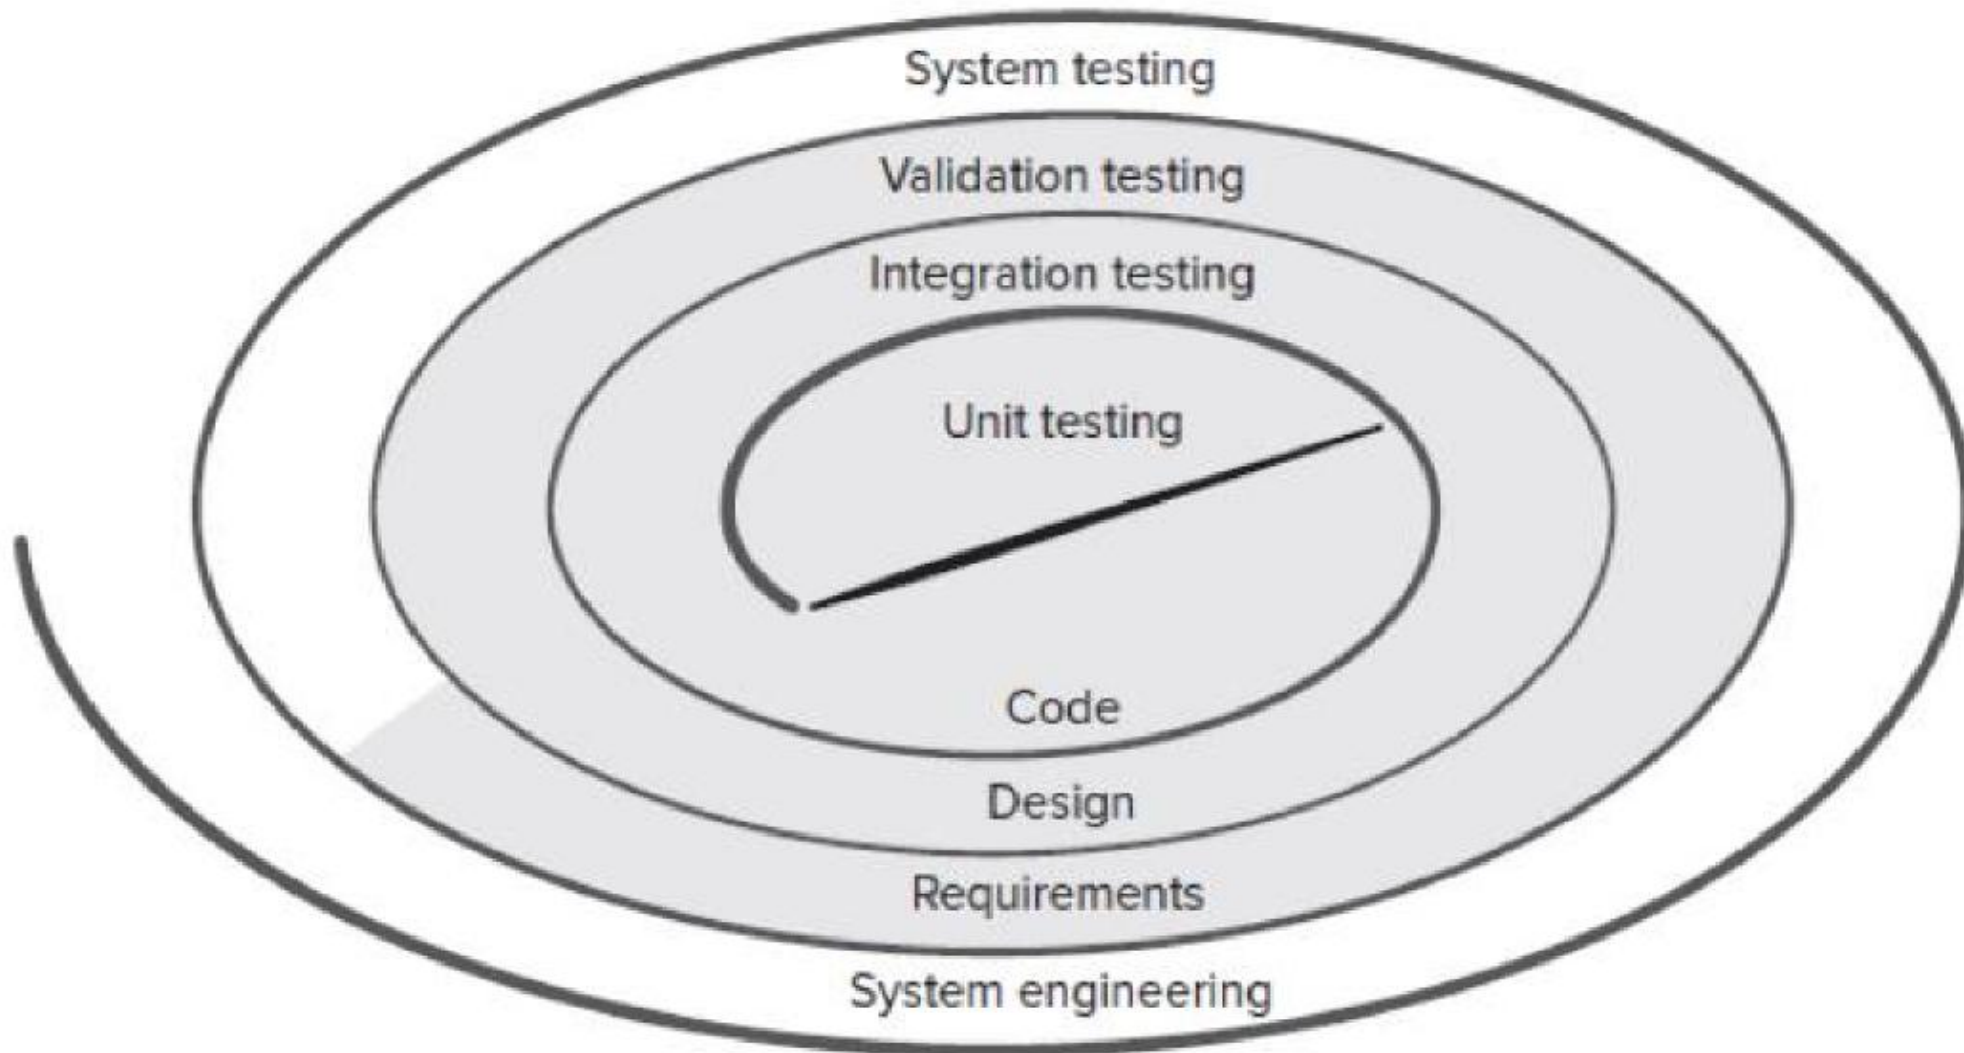 System testing
Validation testing
Integration testing
Unit testing
Code
Design
Requirements
System engineering